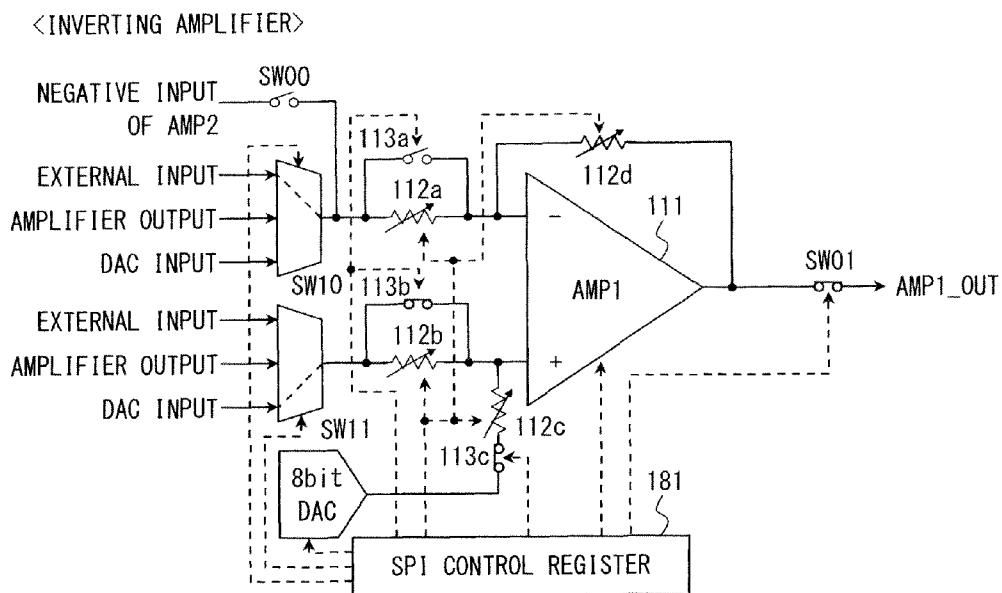 <INVERTING AMPLIFIER>
NEGATIVE INPUT
OF AMP2
SW00
113a
112a
112d
EXTERNAL INPUT
AMPLIFIER OUTPUT
DAC INPUT
SW10
111
AMP1
SW01
AMP1_OUT
113b
112b
EXTERNAL INPUT
AMPLIFIER OUTPUT
DAC INPUT
SW11
−
+
112c
113c
8bit
DAC
181
SPI CONTROL REGISTER